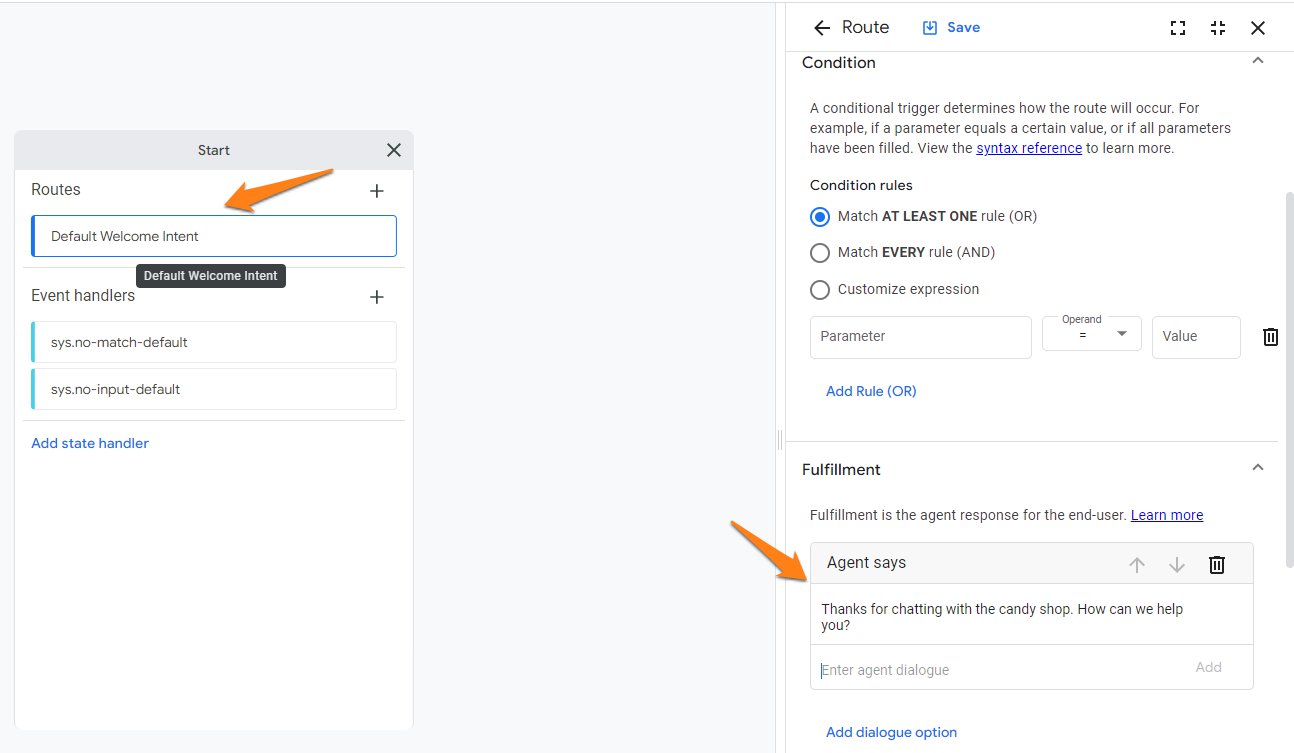 Start
Routes
Default Welcome Intent
Default Welcome Intent
Event handlers
sys.no-match-default
sys.no-input-default
Add state handler
Route
Save
Condition
A conditional trigger determines how the route will occur. For
example, if a parameter equals a certain value, or if all parameters
have been filled. View the syntax reference to learn more.
Condition rules
Match AT LEAST ONE rule (OR)
Match EVERY rule (AND)
Customize expression
Parameter
Operand
=
Value
Add Rule (OR)
Fulfillment
Fulfillment is the agent response for the end-user. Learn more
Agent says
Thanks for chatting with the candy shop. How can we help
you?
Enter agent dialogue
Add
Add dialogue option